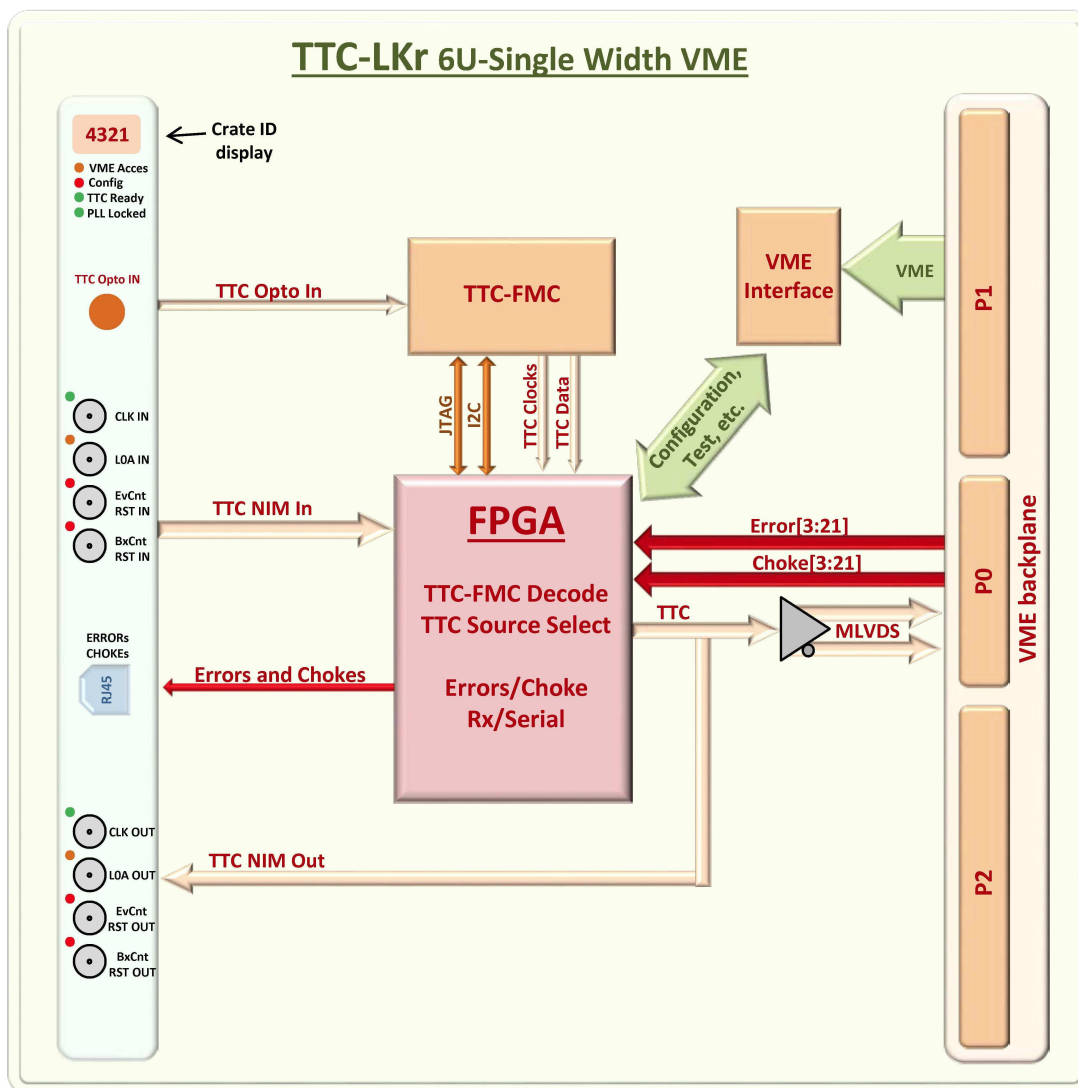 TTC-LKr 6U-Single Width VME
4321
Crate ID
display
VME Acces
Config
TTC Ready
PLL Locked
TTC Opto IN
TTC Opto In
TTC-FMC
VME
Interface
VME
P1
JTAG
I2C
TTC Clocks
TTC Data
Configuration,
Test, etc.
CLK IN
L0A IN
EvCnt
RST IN
BxCnt
RST IN
TTC NIM In
FPGA
TTC-FMC Decode
TTC Source Select
Errors/Choke
Rx/Serial
Error[3:21]
Choke[3:21]
TTC
MLVDS
P0
VME backplane
ERRORs
CHOKEs
RJ45
Errors and Chokes
CLK OUT
L0A OUT
EvCnt
RST OUT
BxCnt
RST OUT
TTC NIM Out
P2